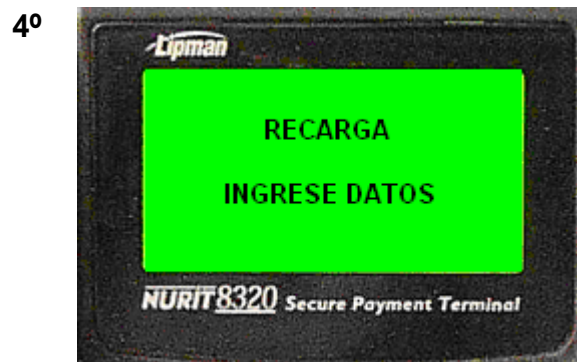 4º
Lipman
RECARGA
INGRESE DATOS
NURIT 8320 Secure Payment Terminal